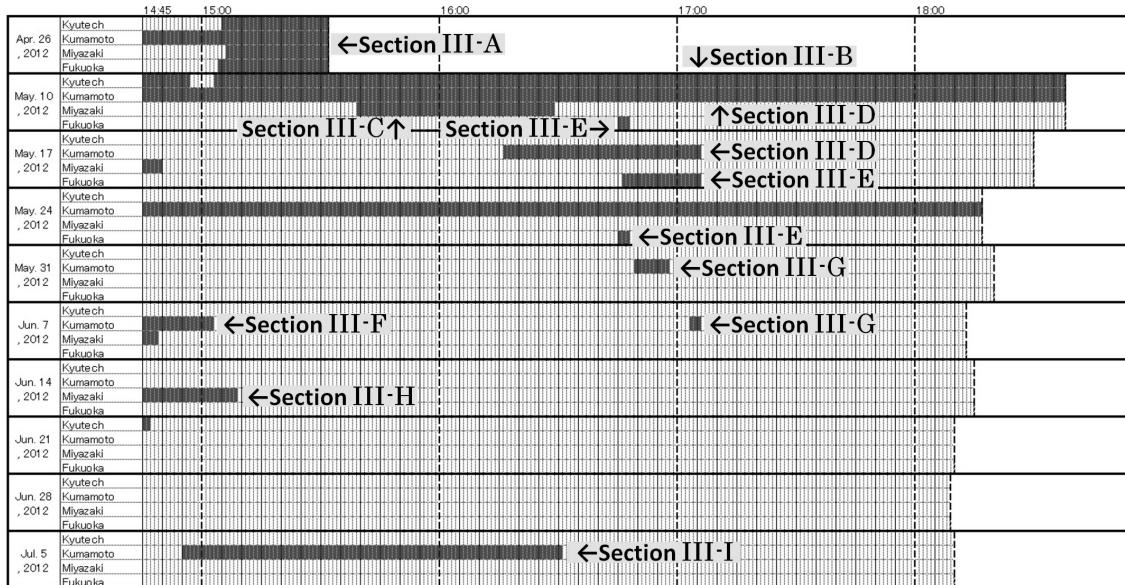 14:45 15:00 16:00 17:00 18:00
Apr. 26
, 2012
Kyutech
Kumamoto
Miyazaki
Fukuoka
←Section III-A
↓Section III-B
May. 10
, 2012
Kyutech
Kumamoto
Miyazaki
Fukuoka
Section III-C↑
Section III-E→
↑Section III-D
May. 17
, 2012
Kyutech
Kumamoto
Miyazaki
Fukuoka
←Section III-D
←Section III-E
May. 24
, 2012
Kyutech
Kumamoto
Miyazaki
Fukuoka
←Section III-E
May. 31
, 2012
Kyutech
Kumamoto
Miyazaki
Fukuoka
←Section III-G
Jun. 7
, 2012
Kyutech
Kumamoto
Miyazaki
Fukuoka
←Section III-F
←Section III-G
Jun. 14
, 2012
Kyutech
Kumamoto
Miyazaki
Fukuoka
←Section III-H
Jun. 21
, 2012
Kyutech
Kumamoto
Miyazaki
Fukuoka
Jun. 28
, 2012
Kyutech
Kumamoto
Miyazaki
Fukuoka
Jul. 5
, 2012
Kyutech
Kumamoto
Miyazaki
Fukuoka
←Section III-I